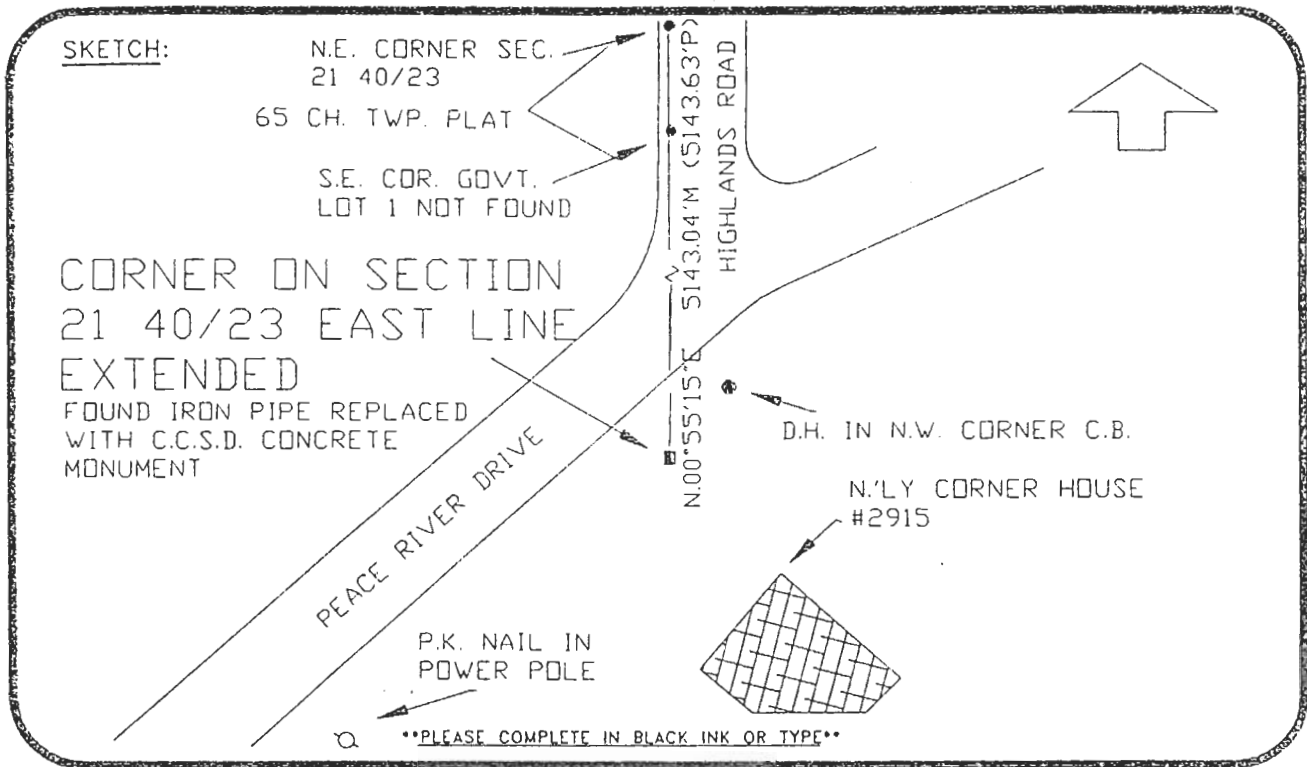 SKETCH:
N.E. CORNER SEC.
21 40/23
65 CH. TWP. PLAT
S.E. COR. GOVT.
LOT 1 NOT FOUND
CORNER ON SECTION
21 40/23 EAST LINE
EXTENDED
FOUND IRON PIPE REPLACED
WITH C.C.S.D. CONCRETE
MONUMENT
N.00°55'15"E 5143.04'M (5143.63'P)
HIGHLANDS ROAD
D.H. IN N.W. CORNER C.B.
N.'LY CORNER HOUSE
#2915
PEACE RIVER DRIVE
P.K. NAIL IN
POWER POLE
**PLEASE COMPLETE IN BLACK INK OR TYPE**